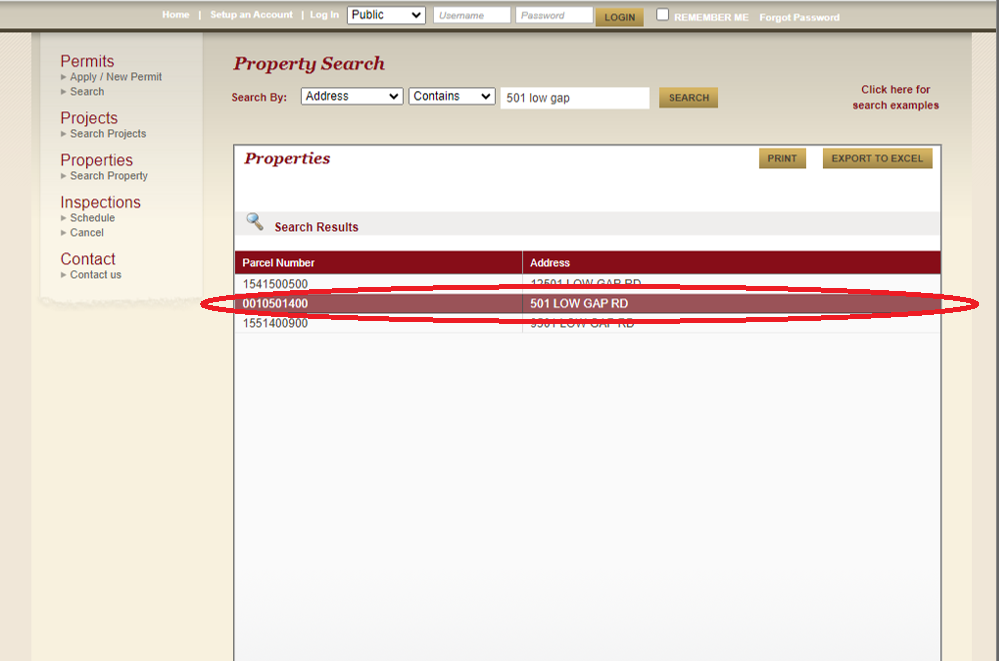 Home | Setup an Account | Log In Public Username Password LOGIN REMEMBER ME Forgot Password
Permits
Apply / New Permit
Search
Projects
Search Projects
Properties
Search Property
Inspections
Schedule
Cancel
Contact
Contact us
Property Search
Search By: Address Contains 501 low gap SEARCH
Click here for
search examples
Properties
PRINT EXPORT TO EXCEL
Search Results
Parcel Number Address
1541500500 12501 LOW GAP RD
0010501400 501 LOW GAP RD
1551400900 9501 LOW GAP RD